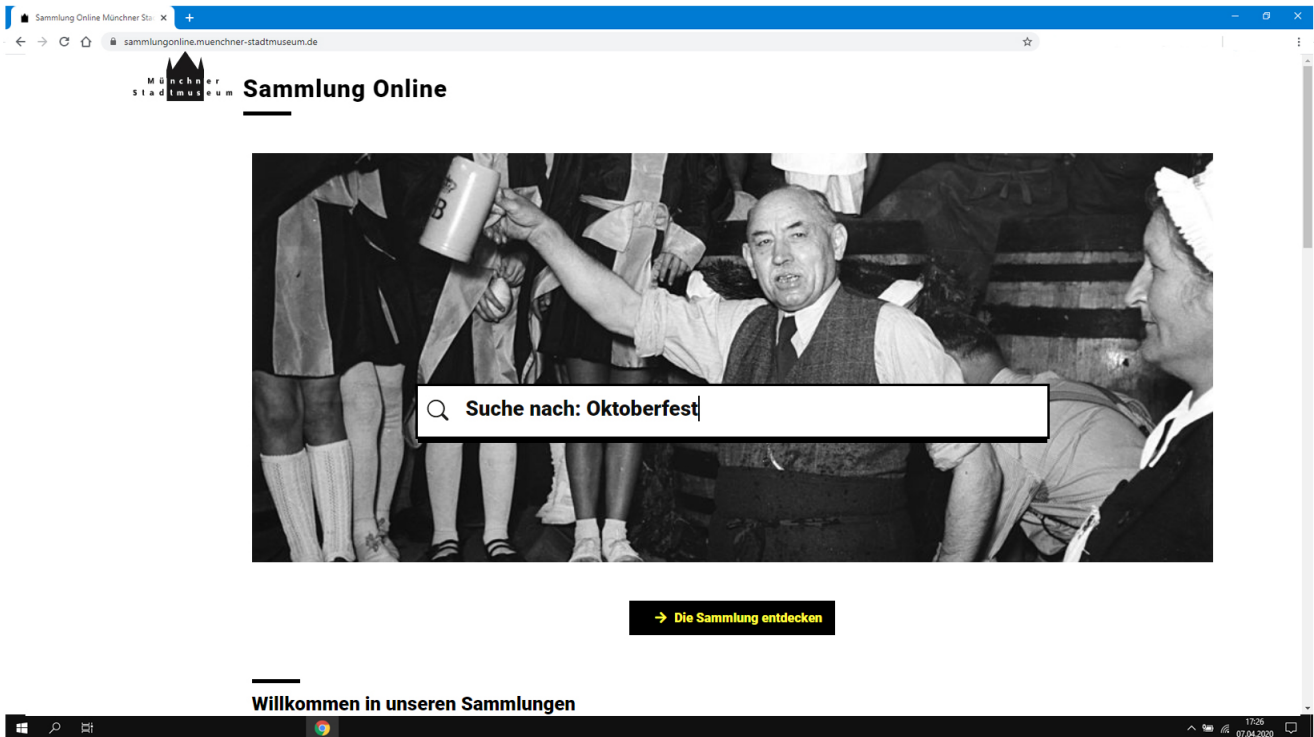 Sammlung Online Münchner Sta
sammlungonline.muenchner-stadtmuseum.de
Münchner
Stadtmuseum
Sammlung Online
B
Suche nach: Oktoberfest
→ Die Sammlung entdecken
Willkommen in unseren Sammlungen
17:26
07.04.2020